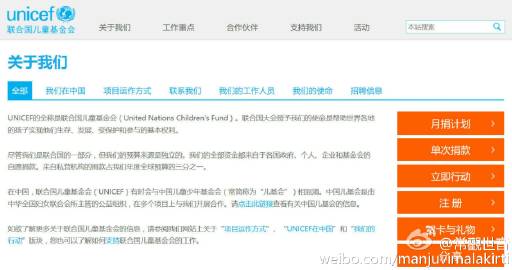 unicef
联合国儿童基金会
关于我们 工作重点 合作伙伴 支持我们 活动
本站搜索
关于我们
全部 我们在中国 项目运作方式 联系我们 我们的工作人员 我们的使命 招聘信息
UNICEF的全称是联合国儿童基金会（United Nations Children's Fund）。联合国大会授予我们的使命是帮助世界各地
的孩子实现他们生存、发展、受保护和参与的基本权利。
尽管我们是联合国的一部分，但我们的预算来源是独立的。我们的全部资金都来自于各国政府、个人、企业和基金会的
自愿捐款。来自私营机构的捐款占我们年度全球预算的三分之一。
在中国，联合国儿童基金会（UNICEF）有时会与中国儿童少年基金会（常简称为“儿基会”）相混淆。中国儿童基金会是由
中华全国妇女联合会所主管的公益组织，在多个项目上与我们开展合作。请点击此链接查看有关中国儿基会的信息。
如欲了解更多关于联合国儿童基金会的信息，请参阅我们网站上关于“项目运作方式”、“UNICEF在中国”和“我们的
行动”版块，您也可以了解如何支持联合国儿童基金会的工作。
月捐计划
单次捐款
立即行动
注 册
贺卡与礼物
@常觀世音
weibo.com/manjuvimalakirti